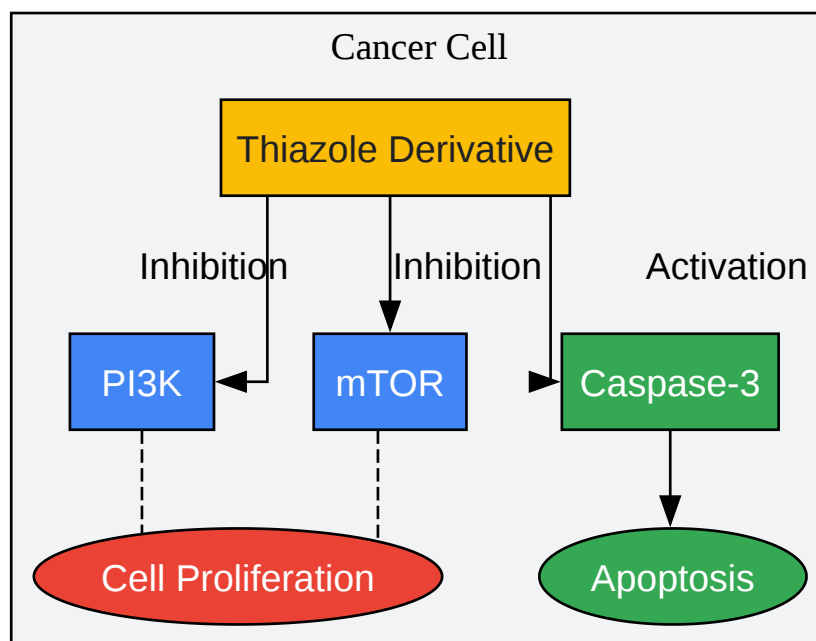 Cancer Cell
Thiazole Derivative
Inhibition
Inhibition
Activation
PI3K
mTOR
Caspase-3
Cell Proliferation
Apoptosis